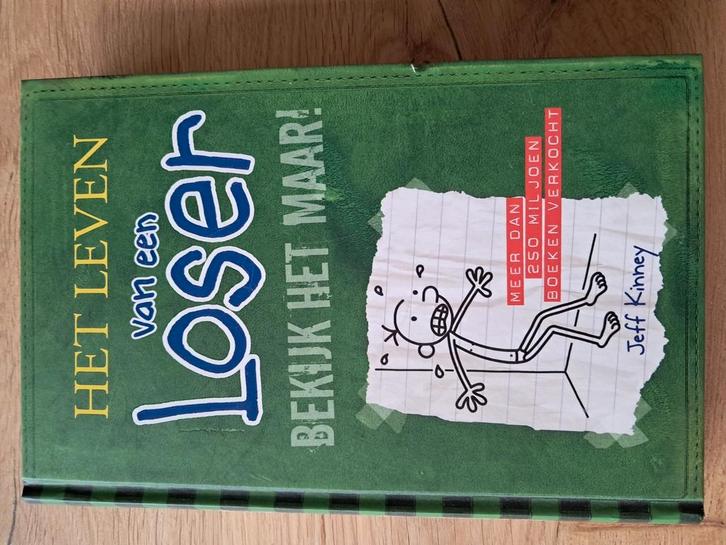 HET LEVEN
van een
Loser
BEKIJK HET MAAR!
MEER DAN
250 MILJOEN
BOEKEN VERKOCHT
Jeff Kinney